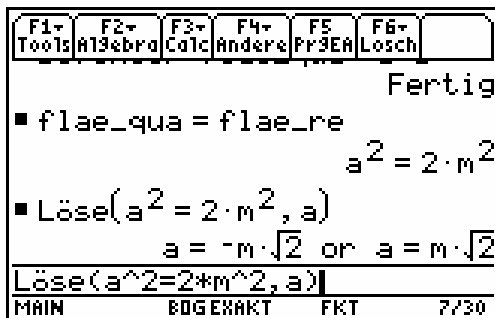 F1▾ F2▾ F3▾ F4▾ F5 F6▾
Tools Algebra Calc Andere PrgEA Lösch
Fertig
■ flae_qua = flae_re
a² = 2·m²
■ Löse(a² = 2·m², a)
a = ⁻m·√2 or a = m·√2
Löse(a^2=2*m^2,a)
MAIN BOG EXAKT FKT 7/30